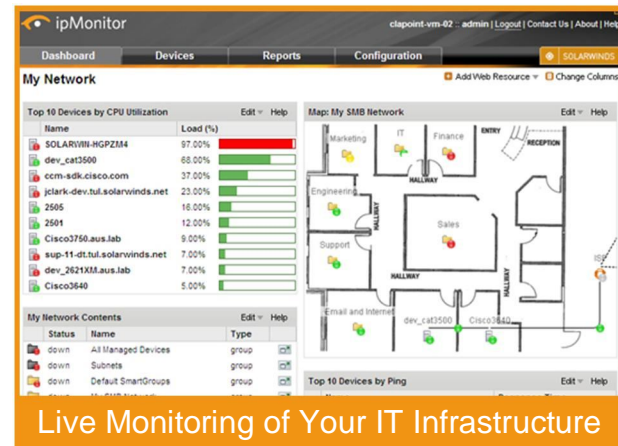 ipMonitor
clapoint-vm-02 :: admin | Logout | Contact Us | About | Help
Dashboard Devices Reports Configuration SOLARWINDS
My Network Add Web Resource Change Columns
Top 10 Devices by CPU Utilization Edit Help
Name Load (%)
SOLARWIN-HGPZM4 97.00%
dev_cat3500 68.00%
ccm-sdk.cisco.com 37.00%
jclark-dev.tul.solarwinds.net 23.00%
2505 16.00%
2501 12.00%
Cisco3750.aus.lab 9.00%
sup-11-dt.tul.solarwinds.net 7.00%
dev_2621XM.aus.lab 7.00%
Cisco3640 5.00%
My Network Contents Edit Help
Status Name Type
down All Managed Devices group
down Subnets group
down Default SmartGroups group
Map: My SMB Network Edit Help
Marketing
IT
Finance
ENTRY
RECEPTION
HALLWAY
Engineering
HALLWAY
Sales
Support
HALLWAY
HALLWAY
ISP
Email and Internet
dev_cat3500
Cisco3640
Top 10 Devices by Ping Edit Help
Live Monitoring of Your IT Infrastructure